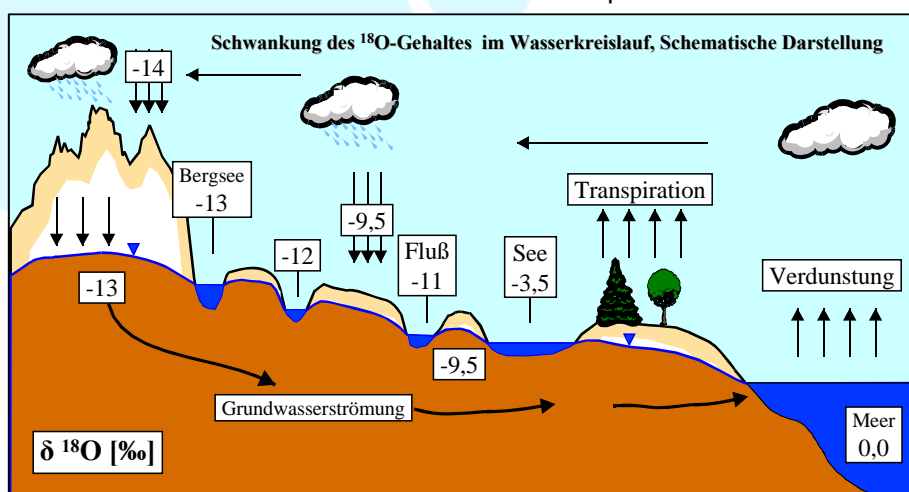 Schwankung des ¹⁸O-Gehaltes im Wasserkreislauf, Schematische Darstellung
-14
Bergsee
-13
-9,5
Transpiration
-12
Fluß
-11
See
-3,5
Verdunstung
-13
-9,5
Grundwasserströmung
Meer
0,0
δ ¹⁸O [‰]